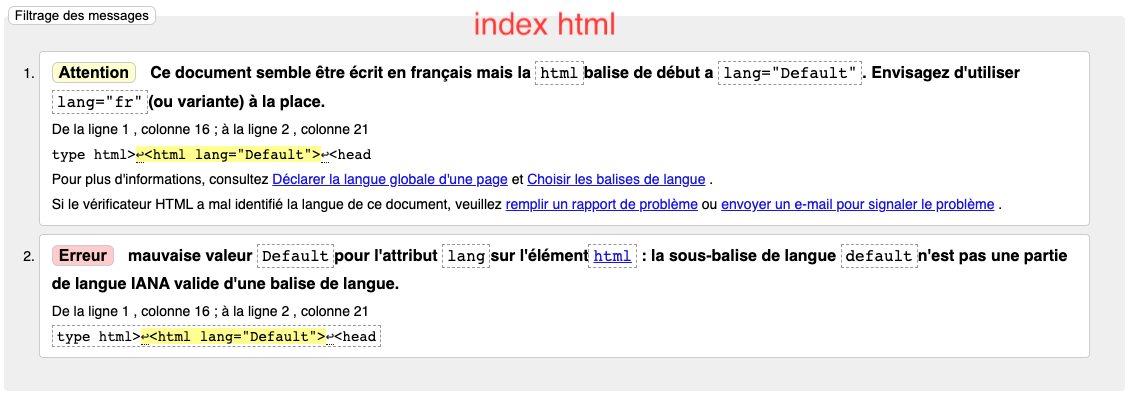 Filtrage des messages
index html
1. Attention Ce document semble être écrit en français mais la html balise de début a lang="Default" . Envisagez d'utiliser
lang="fr" (ou variante) à la place.
De la ligne 1 , colonne 16 ; à la ligne 2 , colonne 21
type html>↩<html lang="Default">↩<head
Pour plus d'informations, consultez Déclarer la langue globale d'une page et Choisir les balises de langue .
Si le vérificateur HTML a mal identifié la langue de ce document, veuillez remplir un rapport de problème ou envoyer un e-mail pour signaler le problème .
2. Erreur mauvaise valeur Default pour l'attribut lang sur l'élément html : la sous-balise de langue default n'est pas une partie
de langue IANA valide d'une balise de langue.
De la ligne 1 , colonne 16 ; à la ligne 2 , colonne 21
type html>↩<html lang="Default">↩<head